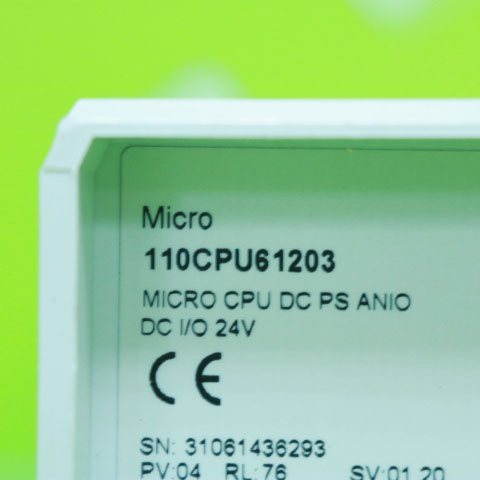 Micro
110CPU61203
MICRO CPU DC PS ANIO
DC I/O 24V
CE
SN: 31061436293
PV:04 RL:76 SV:01.20